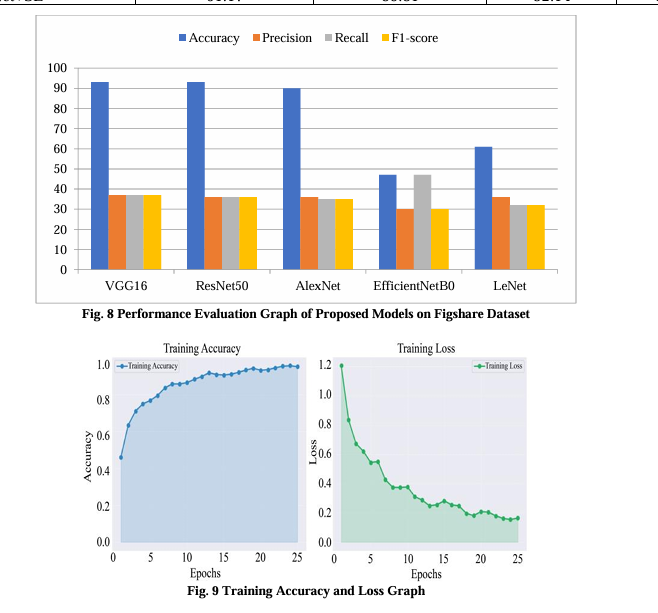 Accuracy Precision Recall F1-score
100
90
80
70
60
50
40
30
20
10
0
VGG16 ResNet50 AlexNet EfficientNetB0 LeNet
Fig. 8 Performance Evaluation Graph of Proposed Models on Figshare Dataset
Training Accuracy
Training Accuracy
Accuracy
1.0
0.8
0.6
0.4
0.2
0.0
0 5 10 15 20 25
Epochs
Training Loss
Training Loss
Loss
1.2
1.0
0.8
0.6
0.4
0.2
0.0
0 5 10 15 20 25
Epochs
Fig. 9 Training Accuracy and Loss Graph